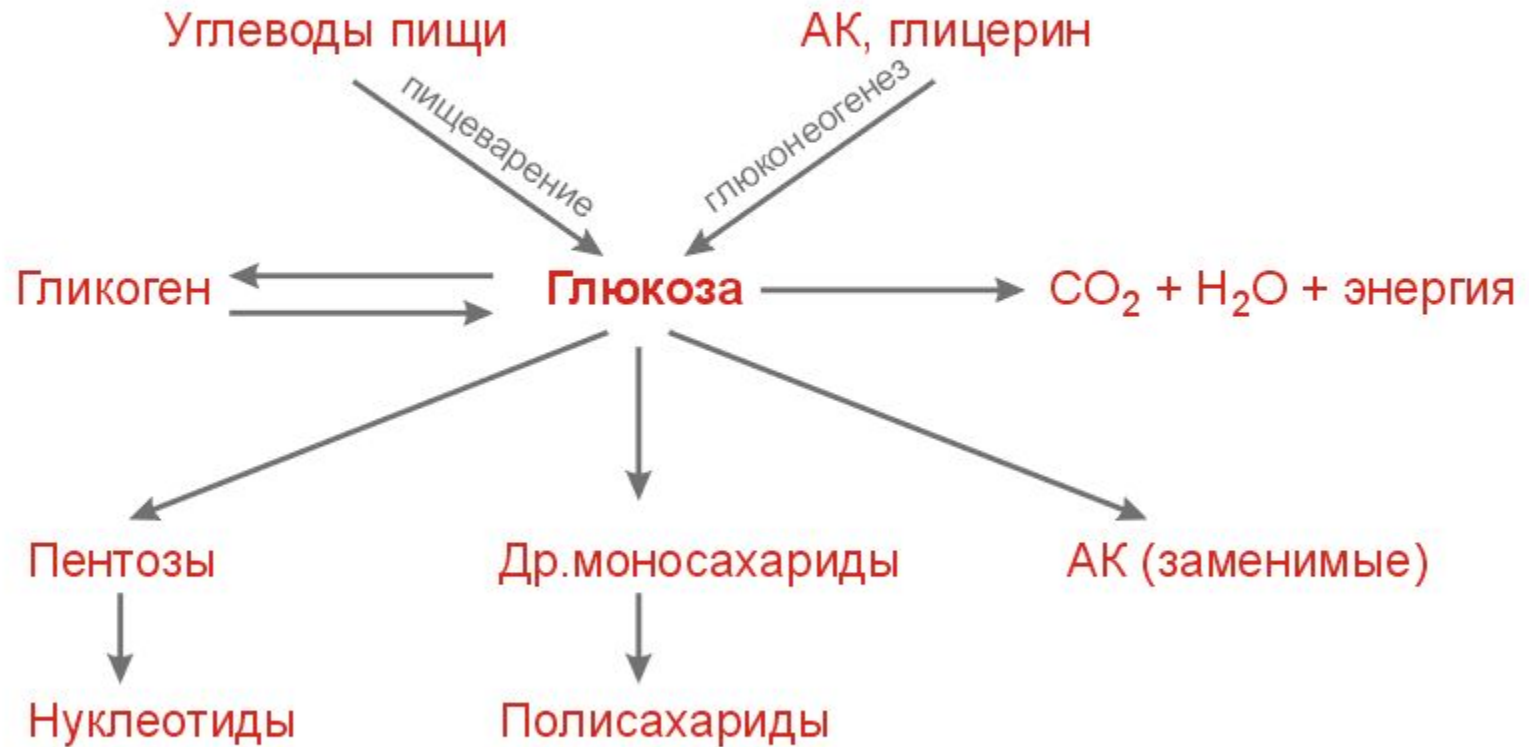 Углеводы пищи
АК, глицерин
пищеварение
глюконеогенез
Гликоген
Глюкоза
CO₂ + H₂O + энергия
Пентозы
Др.моносахариды
АК (заменимые)
Нуклеотиды
Полисахариды